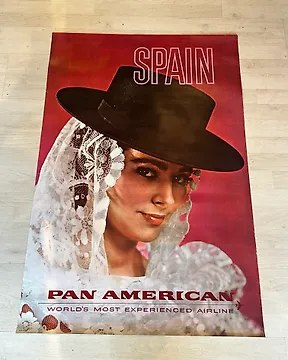 SPAIN
PAN AMERICAN
WORLD'S MOST EXPERIENCED AIRLINE